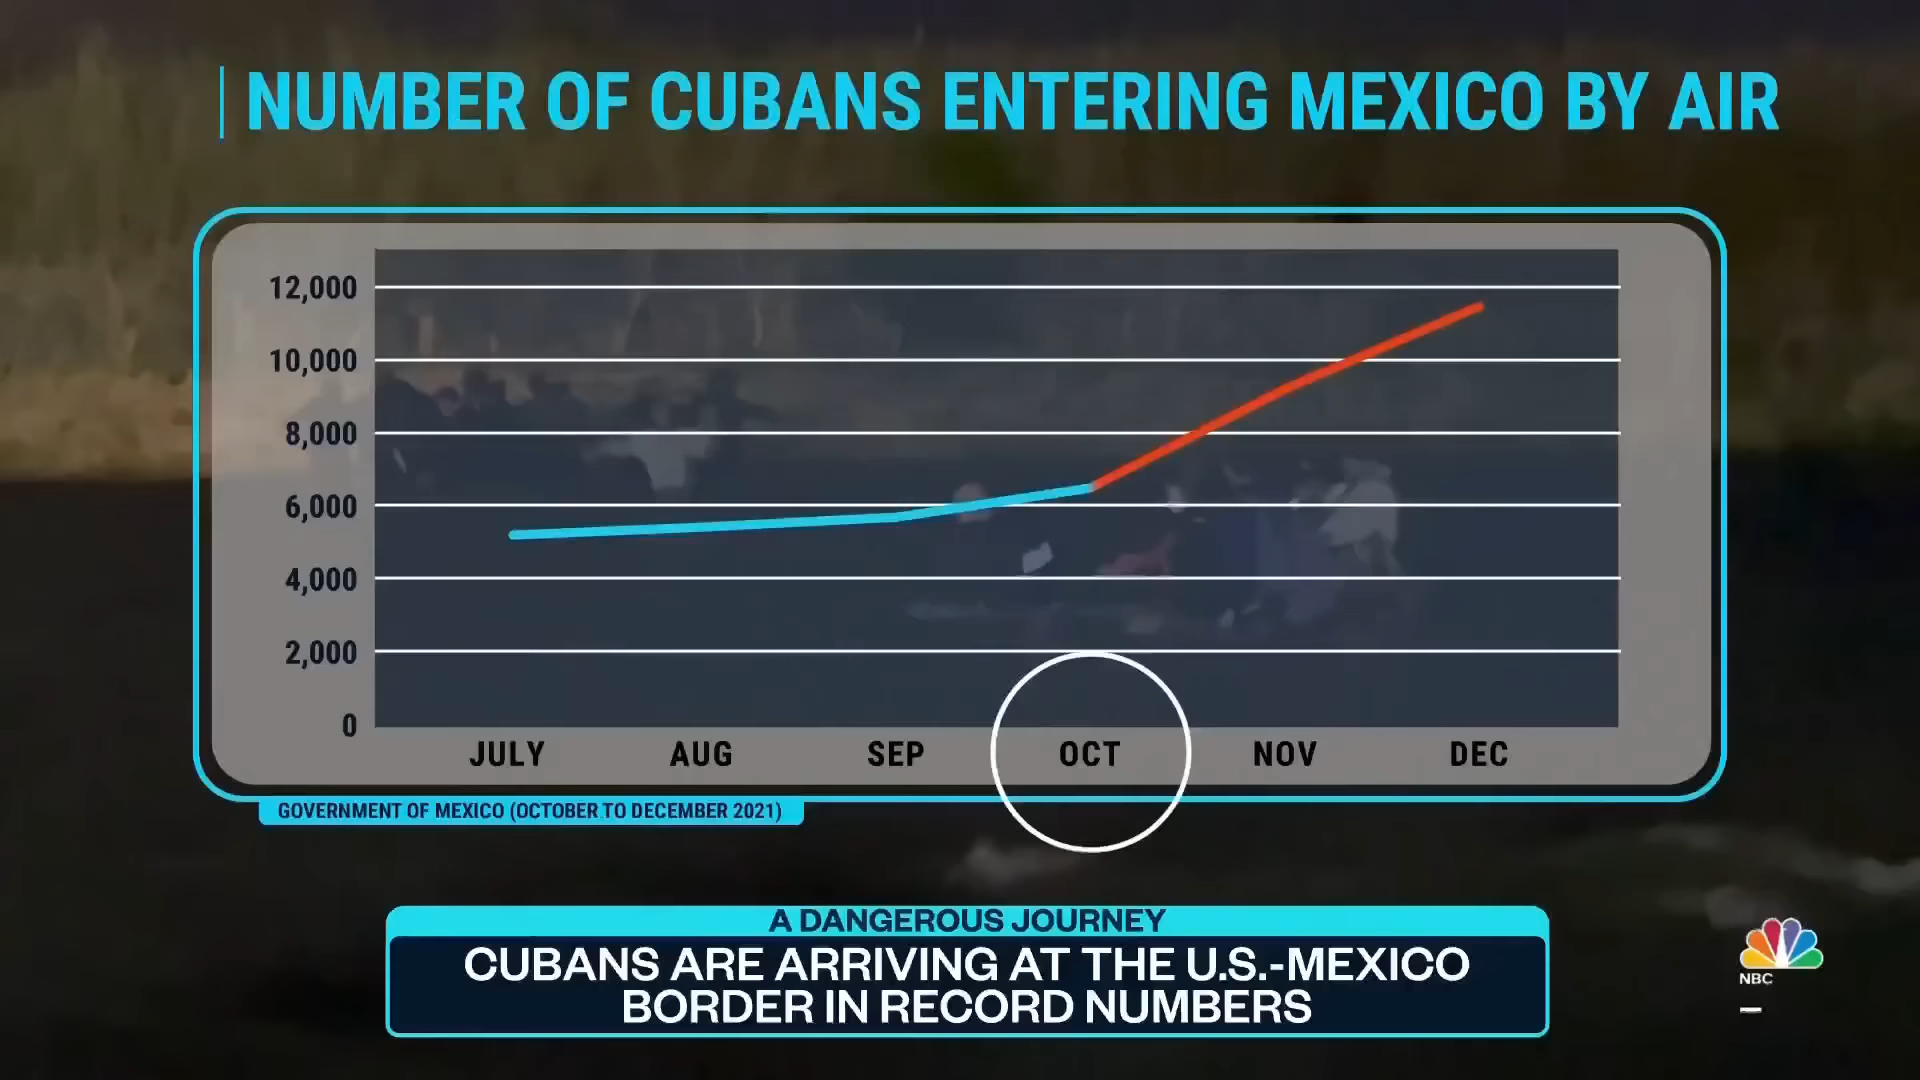 NUMBER OF CUBANS ENTERING MEXICO BY AIR
12,000
10,000
8,000
6,000
4,000
2,000
0
JULY AUG SEP OCT NOV DEC
GOVERNMENT OF MEXICO (OCTOBER TO DECEMBER 2021)
A DANGEROUS JOURNEY
CUBANS ARE ARRIVING AT THE U.S.-MEXICO
BORDER IN RECORD NUMBERS
NBC